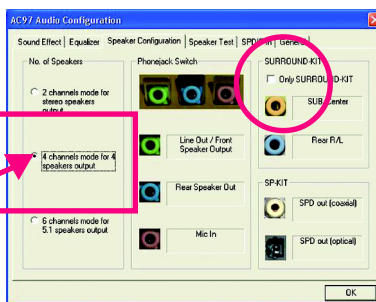 AC97 Audio Configuration
Sound Effect
Equalizer
Speaker Configuration
Speaker Test
General
No. of Speakers
2 channels mode for
stereo speakers
output
4 channels mode for 4
speakers output
6 channels mode for
5.1 speakers output
Phonejack Switch
Line Out / Front
Speaker Output
Rear Speaker Out
Mic In
SURROUND-KIT
Only SURROUND-KIT
SUB Center
Rear R/L
SP-KIT
SPD out (coaxial)
SPD out (optical)
OK